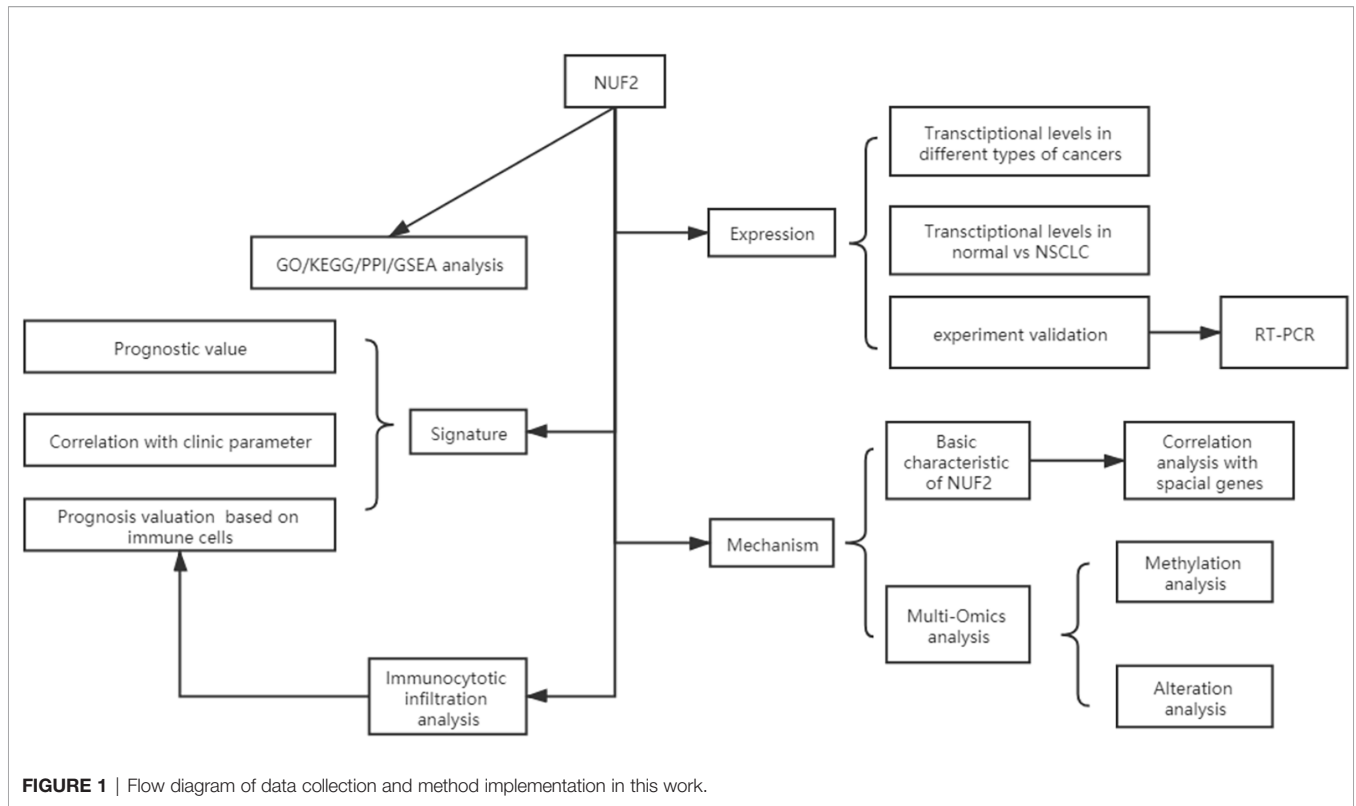 NUF2
GO/KEGG/PPI/GSEA analysis
Expression
Transctiptional levels in
different types of cancers
Transctiptional levels in
normal vs NSCLC
experiment validation
RT-PCR
Prognostic value
Correlation with clinic parameter
Prognosis valuation based on
immune cells
Signature
Mechanism
Basic
characteristic
of NUF2
Correlation
analysis with
spacial genes
Multi-Omics
analysis
Methylation
analysis
Alteration
analysis
Immunocytotic
infiltration
analysis
FIGURE 1 | Flow diagram of data collection and method implementation in this work.